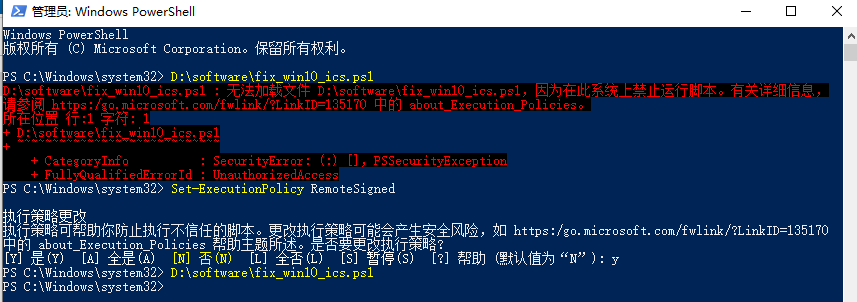 管理员: Windows PowerShell
Windows PowerShell
版权所有 (C) Microsoft Corporation。保留所有权利。
PS C:\Windows\system32> D:\software\fix_win10_ics.ps1
D:\software\fix_win10_ics.ps1 : 无法加载文件 D:\software\fix_win10_ics.ps1，因为在此系统上禁止运行脚本。有关详细信息，
请参阅 https:/go.microsoft.com/fwlink/?LinkID=135170 中的 about_Execution_Policies。
所在位置 行:1 字符: 1
+ D:\software\fix_win10_ics.ps1
+
+ CategoryInfo : SecurityError: (:) []，PSSecurityException
+ FullyQualifiedErrorId : UnauthorizedAccess
PS C:\Windows\system32> Set-ExecutionPolicy RemoteSigned
执行策略更改
执行策略可帮助你防止执行不信任的脚本。更改执行策略可能会产生安全风险，如 https:/go.microsoft.com/fwlink/?LinkID=135170
中的 about_Execution_Policies 帮助主题所述。是否要更改执行策略?
[Y] 是(Y) [A] 全是(A) [N] 否(N) [L] 全否(L) [S] 暂停(S) [?] 帮助 (默认值为“N”): y
PS C:\Windows\system32> D:\software\fix_win10_ics.ps1
PS C:\Windows\system32>